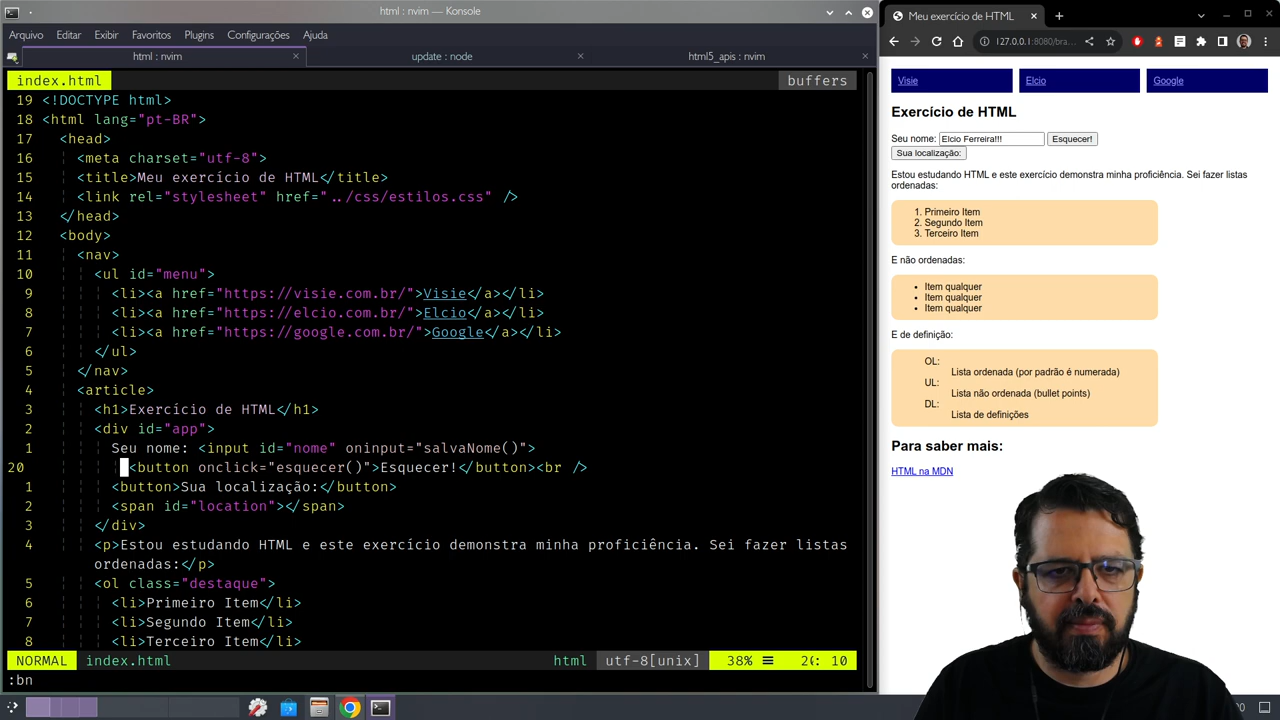 html : nvim — Konsole
Arquivo Editar Exibir Favoritos Plugins Configurações Ajuda
html : nvim
update : node
html5_apis : nvim
index.html buffers
19 <!DOCTYPE html>
18 <html lang="pt-BR">
17 <head>
16 <meta charset="utf-8">
15 <title>Meu exercício de HTML</title>
14 <link rel="stylesheet" href="../css/estilos.css" />
13 </head>
12 <body>
11 <nav>
10 <ul id="menu">
9 <li><a href="https://visie.com.br/">Visie</a></li>
8 <li><a href="https://elcio.com.br/">Elcio</a></li>
7 <li><a href="https://google.com.br/">Google</a></li>
6 </ul>
5 </nav>
4 <article>
3 <h1>Exercício de HTML</h1>
2 <div id="app">
1 Seu nome: <input id="nome" oninput="salvaNome()">
20 <button onclick="esquecer()">Esquecer!</button><br />
1 <button>Sua localização:</button>
2 <span id="location"></span>
3 </div>
4 <p>Estou estudando HTML e este exercício demonstra minha proficiência. Sei fazer listas
ordenadas:</p>
5 <ol class="destaque">
6 <li>Primeiro Item</li>
7 <li>Segundo Item</li>
8 <li>Terceiro Item</li>
NORMAL index.html html utf-8[unix] 38% 10
:bn
Meu exercício de HTML
127.0.0.1:8080/bra...
Visie Elcio Google
Exercício de HTML
Seu nome: Elcio Ferreira!!! Esquecer!
Sua localização:
Estou estudando HTML e este exercício demonstra minha proficiência. Sei fazer listas
ordenadas:
1. Primeiro Item
2. Segundo Item
3. Terceiro Item
E não ordenadas:
• Item qualquer
• Item qualquer
• Item qualquer
E de definição:
OL:
Lista ordenada (por padrão é numerada)
UL:
Lista não ordenada (bullet points)
DL:
Lista de definições
Para saber mais:
HTML na MDN